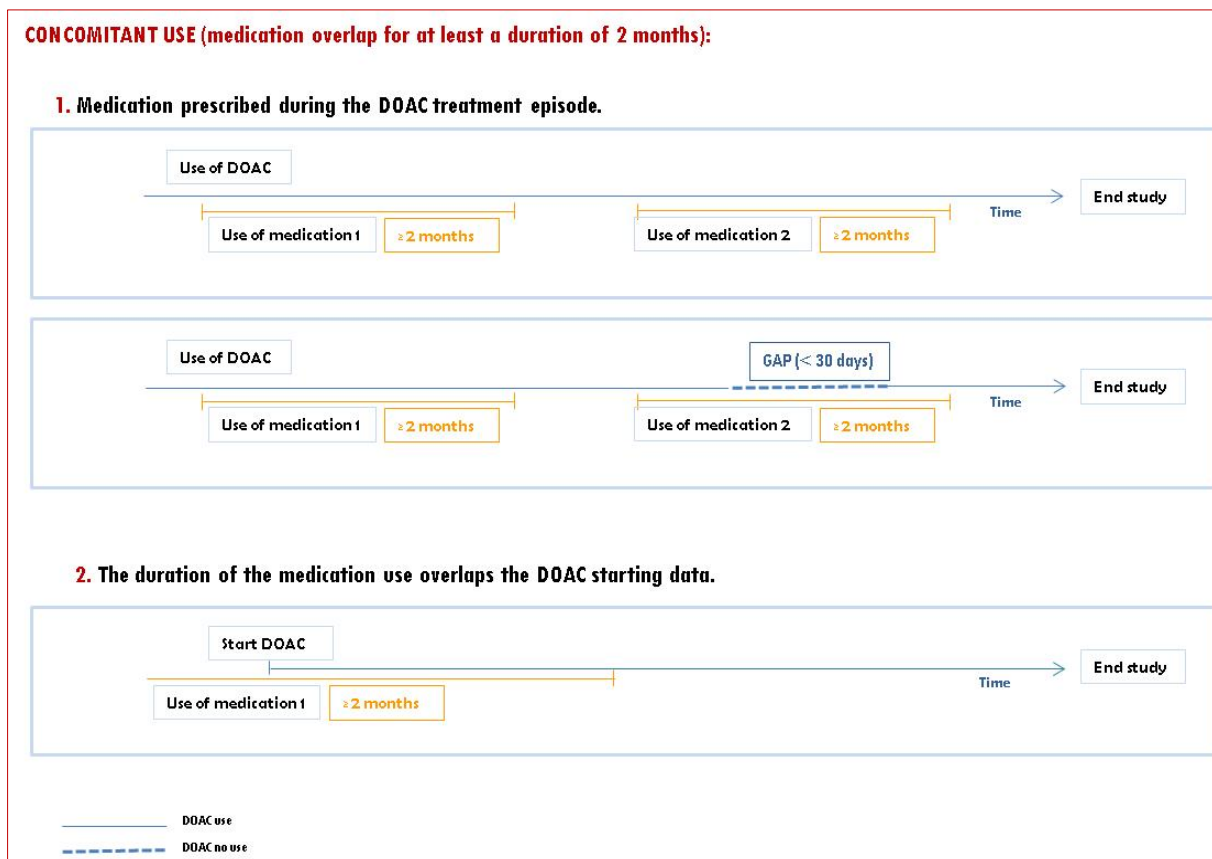 CONCOMITANT USE (medication overlap for at least a duration of 2 months):
1. Medication prescribed during the DOAC treatment episode.
Use of DOAC
End study
Time
Use of medication 1
≥2 months
Use of medication 2
≥2 months
Use of DOAC
GAP (< 30 days)
End study
Time
Use of medication 1
≥2 months
Use of medication 2
≥2 months
2. The duration of the medication use overlaps the DOAC starting data.
Start DOAC
End study
Time
Use of medication 1
≥2 months
DOAC use
DOAC no use